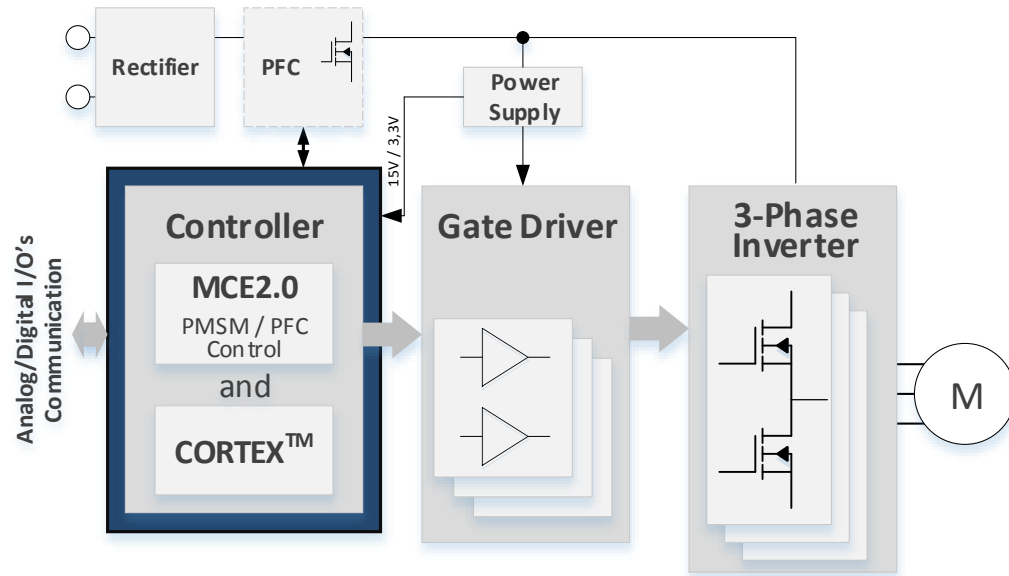 Rectifier
PFC
Power
Supply
15V / 3,3V
Controller
MCE2.0
PMSM / PFC
Control
and
CORTEX™
Gate Driver
3-Phase
Inverter
M
Analog/Digital I/O's
Communication